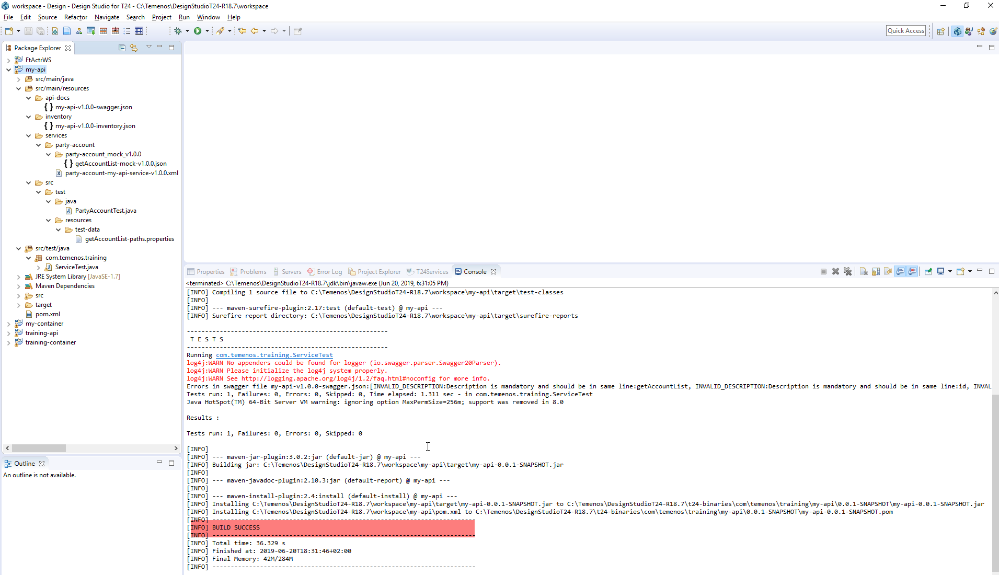 workspace - Design - Design Studio for T24 - C:\Temenos\DesignStudioT24-R18.7\workspace
File Edit Source Refactor Navigate Search Project Run Window Help
Quick Access
Package Explorer
FtActrWS
my-api
src/main/java
src/main/resources
api-docs
{ } my-api-v1.0.0-swagger.json
inventory
{ } my-api-v1.0.0-inventory.json
services
party-account
party-account_mock_v1.0.0
{ } getAccountList-mock-v1.0.0.json
party-account-my-api-service-v1.0.0.xml
src
test
java
PartyAccountTest.java
resources
test-data
getAccountList-paths.properties
src/test/java
com.temenos.training
ServiceTest.java
JRE System Library [JavaSE-1.7]
Maven Dependencies
src
target
pom.xml
my-container
training-api
training-container
Outline
An outline is not available.
Properties Problems Servers Error Log Project Explorer T24Services Console
<terminated> C:\Temenos\DesignStudioT24-R18.7\jdk\bin\javaw.exe (Jun 20, 2019, 6:31:05 PM)
[INFO] Compiling 1 source file to C:\Temenos\DesignStudioT24-R18.7\workspace\my-api\target\test-classes
[INFO]
[INFO] --- maven-surefire-plugin:2.17:test (default-test) @ my-api ---
[INFO] Surefire report directory: C:\Temenos\DesignStudioT24-R18.7\workspace\my-api\target\surefire-reports
-------------------------------------------------------
T E S T S
-------------------------------------------------------
Running com.temenos.training.ServiceTest
log4j:WARN No appenders could be found for logger (io.swagger.parser.Swagger20Parser).
log4j:WARN Please initialize the log4j system properly.
log4j:WARN See http://logging.apache.org/log4j/1.2/faq.html#noconfig for more info.
Errors in swagger file my-api-v1.0.0-swagger.json:[INVALID_DESCRIPTION:Description is mandatory and should be in same line:getAccountList, INVALID_DESCRIPTION:Description is mandatory and should be in same line:id, INVAL
Tests run: 1, Failures: 0, Errors: 0, Skipped: 0, Time elapsed: 1.311 sec - in com.temenos.training.ServiceTest
Java HotSpot(TM) 64-Bit Server VM warning: ignoring option MaxPermSize=256m; support was removed in 8.0
Results :
Tests run: 1, Failures: 0, Errors: 0, Skipped: 0
[INFO]
[INFO] --- maven-jar-plugin:3.0.2:jar (default-jar) @ my-api ---
[INFO] Building jar: C:\Temenos\DesignStudioT24-R18.7\workspace\my-api\target\my-api-0.0.1-SNAPSHOT.jar
[INFO]
[INFO] --- maven-javadoc-plugin:2.10.3:jar (default-report) @ my-api ---
[INFO]
[INFO] --- maven-install-plugin:2.4:install (default-install) @ my-api ---
[INFO] Installing C:\Temenos\DesignStudioT24-R18.7\workspace\my-api\target\my-api-0.0.1-SNAPSHOT.jar to C:\Temenos\DesignStudioT24-R18.7\t24-binaries\com\temenos\training\my-api\0.0.1-SNAPSHOT\my-api-0.0.1-SNAPSHOT.jar
[INFO] Installing C:\Temenos\DesignStudioT24-R18.7\workspace\my-api\pom.xml to C:\Temenos\DesignStudioT24-R18.7\t24-binaries\com\temenos\training\my-api\0.0.1-SNAPSHOT\my-api-0.0.1-SNAPSHOT.pom
[INFO] ------------------------------------------------------------------------
[INFO] BUILD SUCCESS
[INFO] ------------------------------------------------------------------------
[INFO] Total time: 36.329 s
[INFO] Finished at: 2019-06-20T18:31:46+02:00
[INFO] Final Memory: 42M/284M
[INFO] ------------------------------------------------------------------------